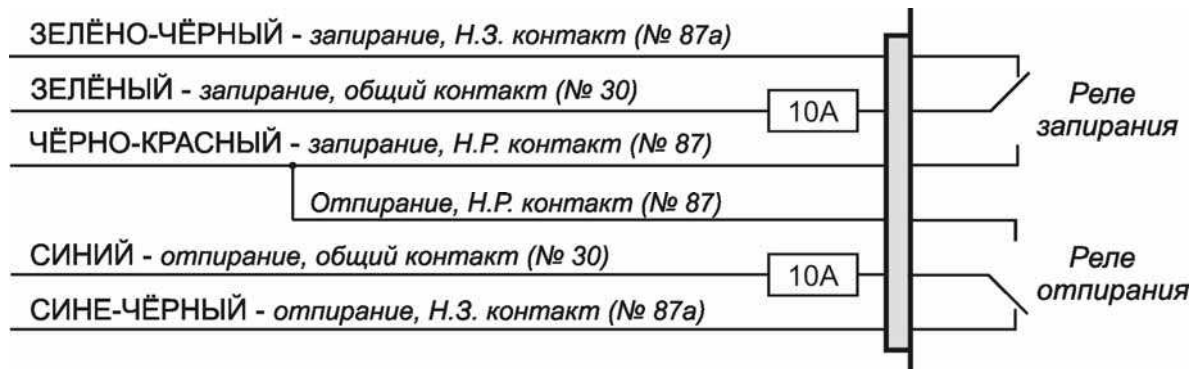 ЗЕЛЁНО-ЧЁРНЫЙ - запирание, Н.З. контакт (№ 87а)
ЗЕЛЁНЫЙ - запирание, общий контакт (№ 30)
10А
Реле
запирания
ЧЁРНО-КРАСНЫЙ - запирание, Н.Р. контакт (№ 87)
Отпирание, Н.Р. контакт (№ 87)
СИНИЙ - отпирание, общий контакт (№ 30)
10А
Реле
отпирания
СИНЕ-ЧЁРНЫЙ - отпирание, Н.З. контакт (№ 87а)